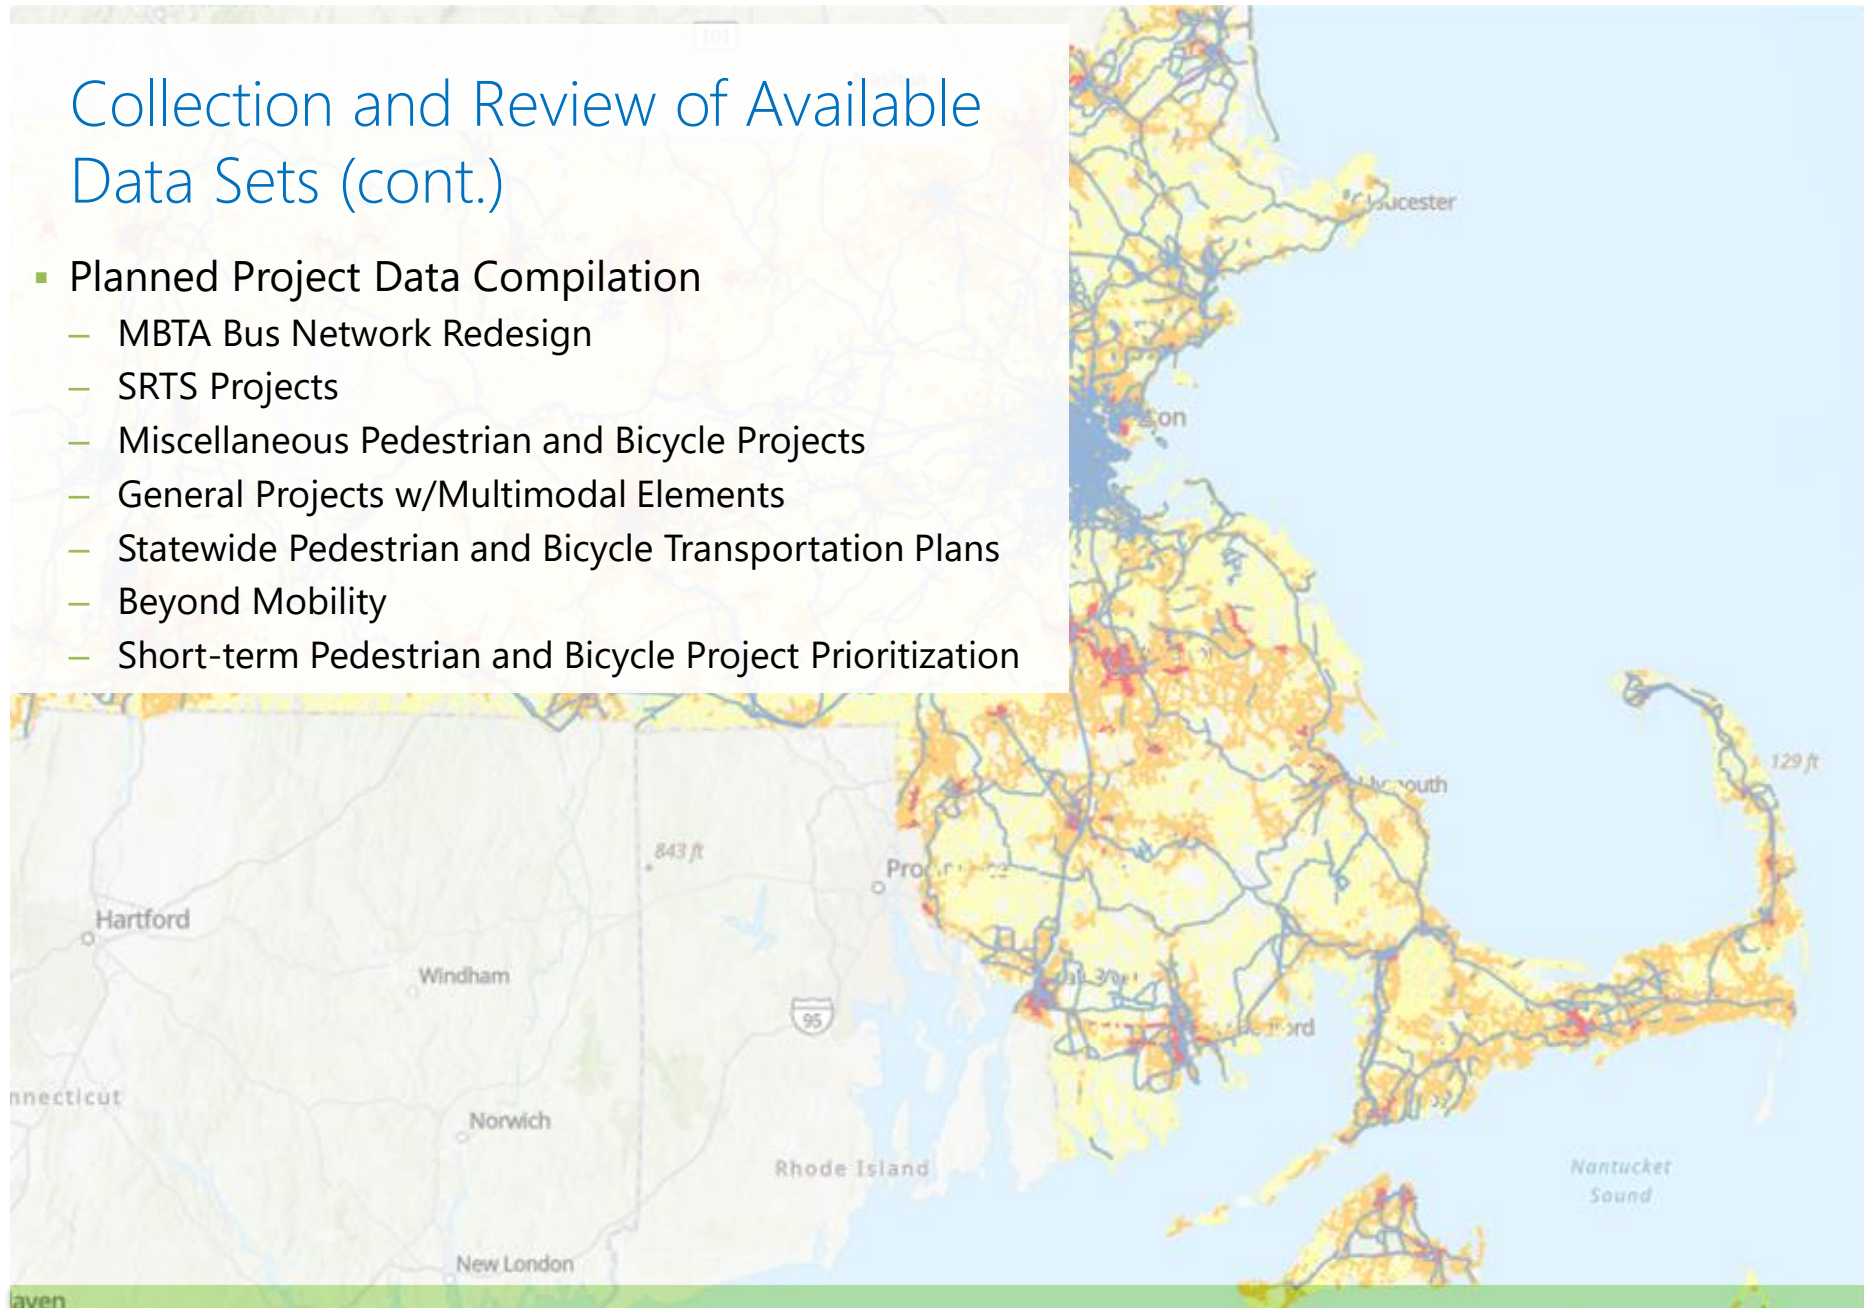 101
Collection and Review of Available
Data Sets (cont.)
▪ Planned Project Data Compilation
– MBTA Bus Network Redesign
– SRTS Projects
– Miscellaneous Pedestrian and Bicycle Projects
– General Projects w/Multimodal Elements
– Statewide Pedestrian and Bicycle Transportation Plans
– Beyond Mobility
– Short-term Pedestrian and Bicycle Project Prioritization
129 ft
843 ft
Hartford
Windham
95
Norwich
Rhode Island
Nantucket
Sound
New London